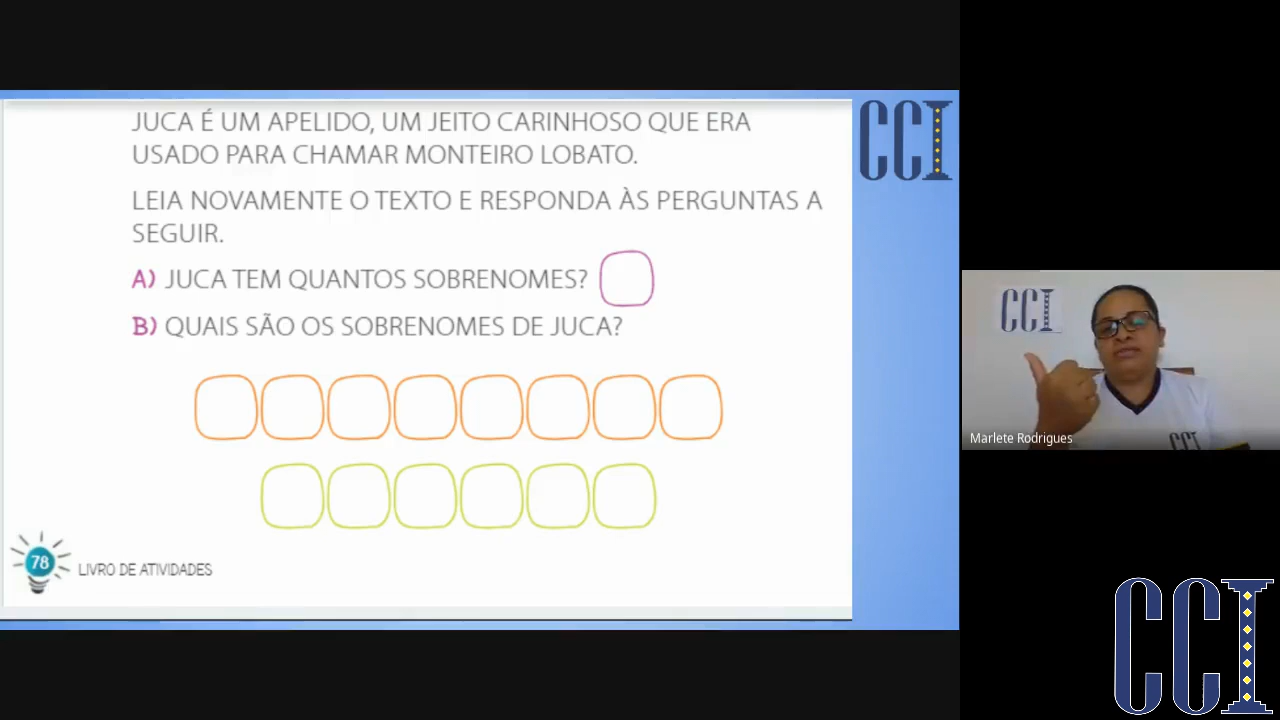 JUCA É UM APELIDO, UM JEITO CARINHOSO QUE ERA
USADO PARA CHAMAR MONTEIRO LOBATO.
LEIA NOVAMENTE O TEXTO E RESPONDA ÀS PERGUNTAS A
SEGUIR.
A) JUCA TEM QUANTOS SOBRENOMES?
B) QUAIS SÃO OS SOBRENOMES DE JUCA?
78 LIVRO DE ATIVIDADES
CCI
CCI
CCI
Marlete Rodrigues
CCI